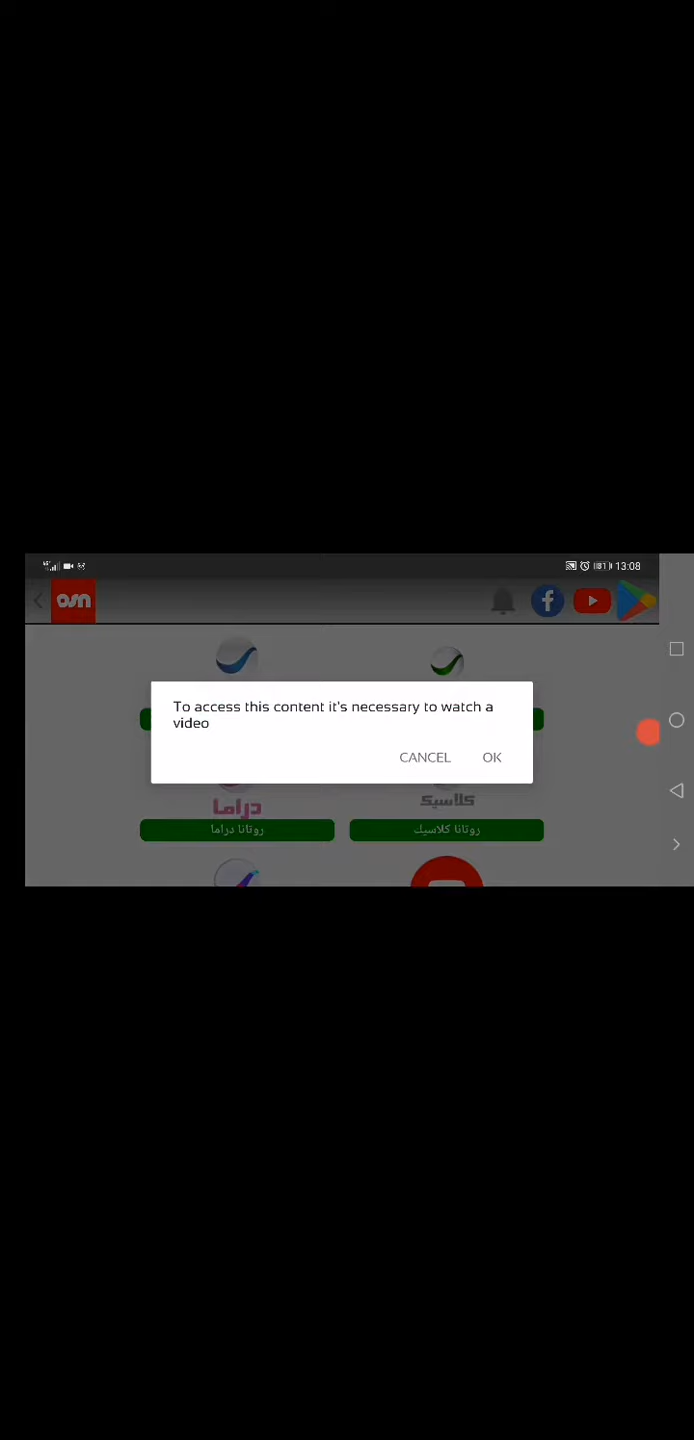 13:08
osn
To access this content it's necessary to watch a
video
CANCEL OK
دراما
كلاسيك
روتانا دراما
روتانا كلاسيك